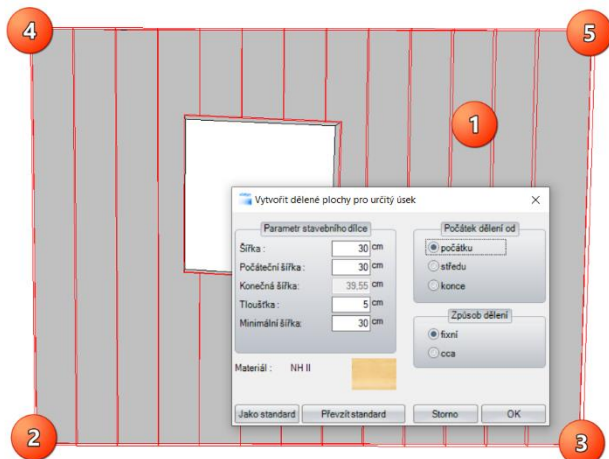 4
5
1
Vytvořit dělené plochy pro určitý úsek
Parametr stavebního dílce
Šířka : 30 cm
Počáteční šířka : 30 cm
Konečná šířka: 39,55 cm
Tloušťka : 5 cm
Minimální šířka: 30 cm
Materiál : NH II
Počátek dělení od
počátku
středu
konce
Způsob dělení
fixní
cca
Jako standard Převzít standard Storno OK
2
3